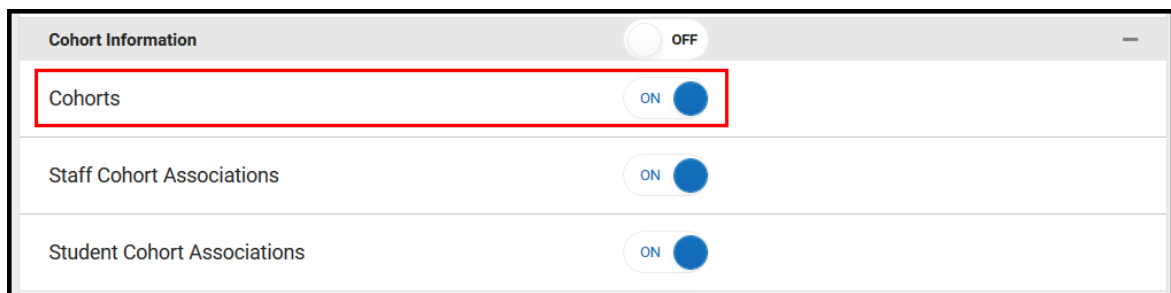 Cohort Information OFF
Cohorts ON
Staff Cohort Associations ON
Student Cohort Associations ON